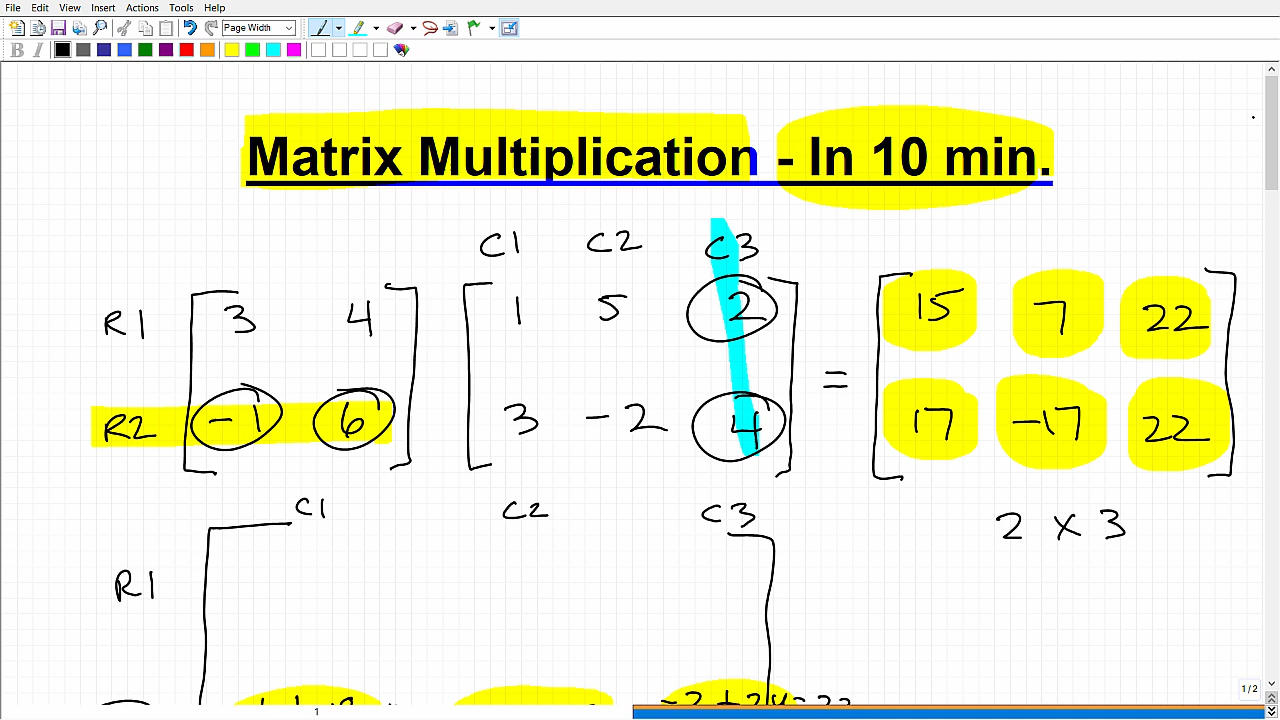 File Edit View Insert Actions Tools Help
Page Width
B I
Matrix Multiplication - In 10 min.
C1 C2 C3
R1 3 4 1 5 2 15 7 22
=
R2 -1 6 3 -2 4 17 -17 22
C1 C2 C3
2 x 3
R1
1/2
1